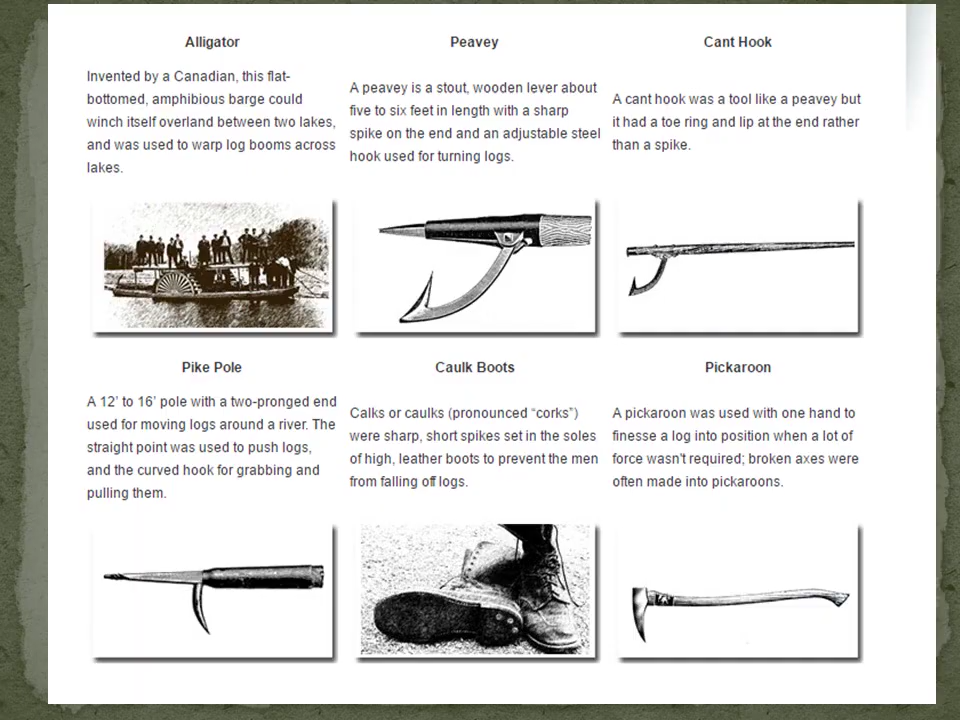 Alligator
Invented by a Canadian, this flat-
bottomed, amphibious barge could
winch itself overland between two lakes,
and was used to warp log booms across
lakes.
Peavey
A peavey is a stout, wooden lever about
five to six feet in length with a sharp
spike on the end and an adjustable steel
hook used for turning logs.
Cant Hook
A cant hook was a tool like a peavey but
it had a toe ring and lip at the end rather
than a spike.
Pike Pole
A 12’ to 16’ pole with a two-pronged end
used for moving logs around a river. The
straight point was used to push logs,
and the curved hook for grabbing and
pulling them.
Caulk Boots
Calks or caulks (pronounced “corks”)
were sharp, short spikes set in the soles
of high, leather boots to prevent the men
from falling off logs.
Pickaroon
A pickaroon was used with one hand to
finesse a log into position when a lot of
force wasn't required; broken axes were
often made into pickaroons.